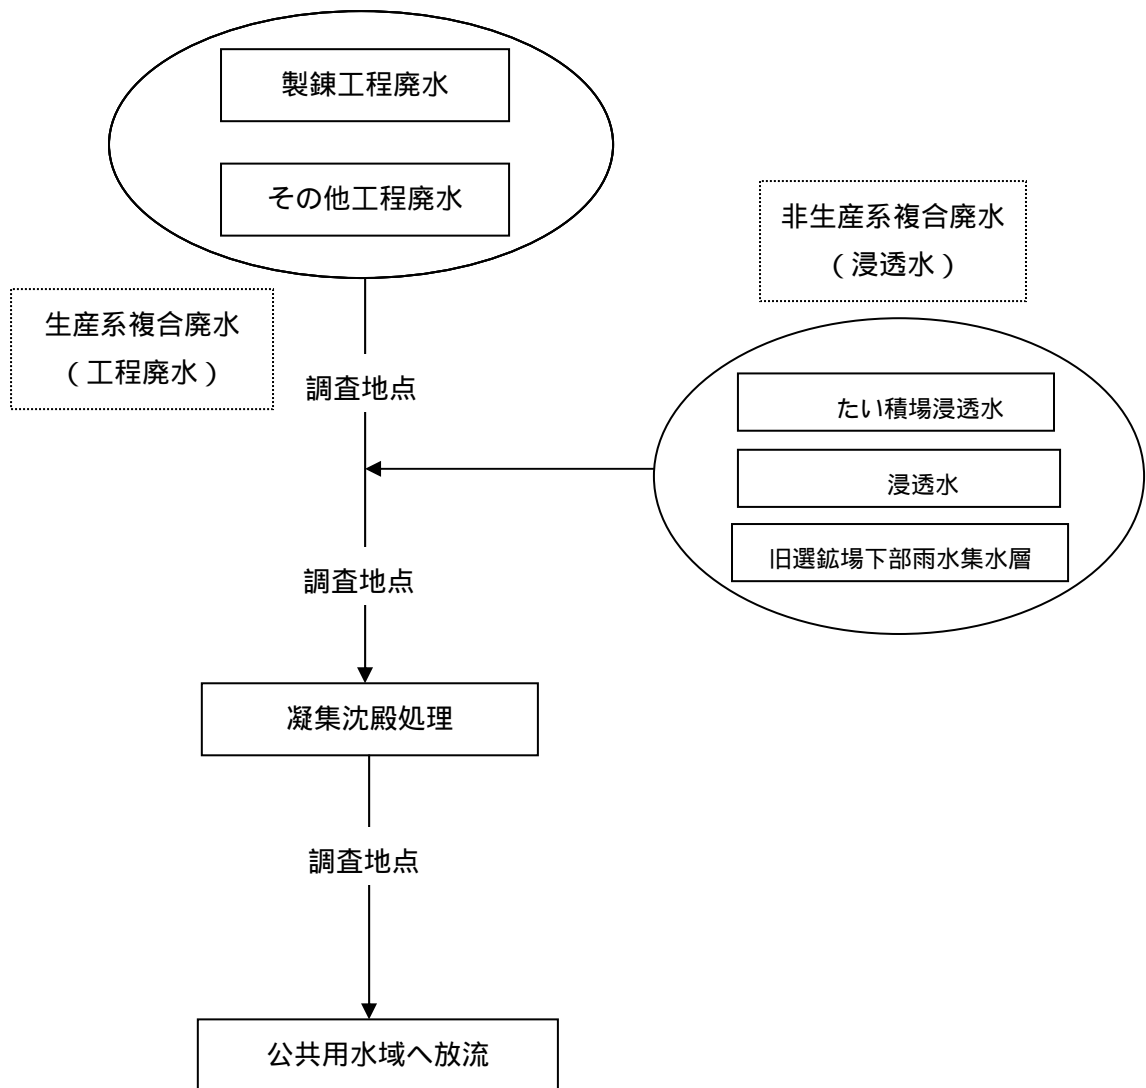 製錬工程廃水
その他工程廃水
非生産系複合廃水
（浸透水）
生産系複合廃水
（工程廃水）
調査地点
たい積場浸透水
浸透水
旧選鉱場下部雨水集水層
調査地点
凝集沈殿処理
調査地点
公共用水域へ放流